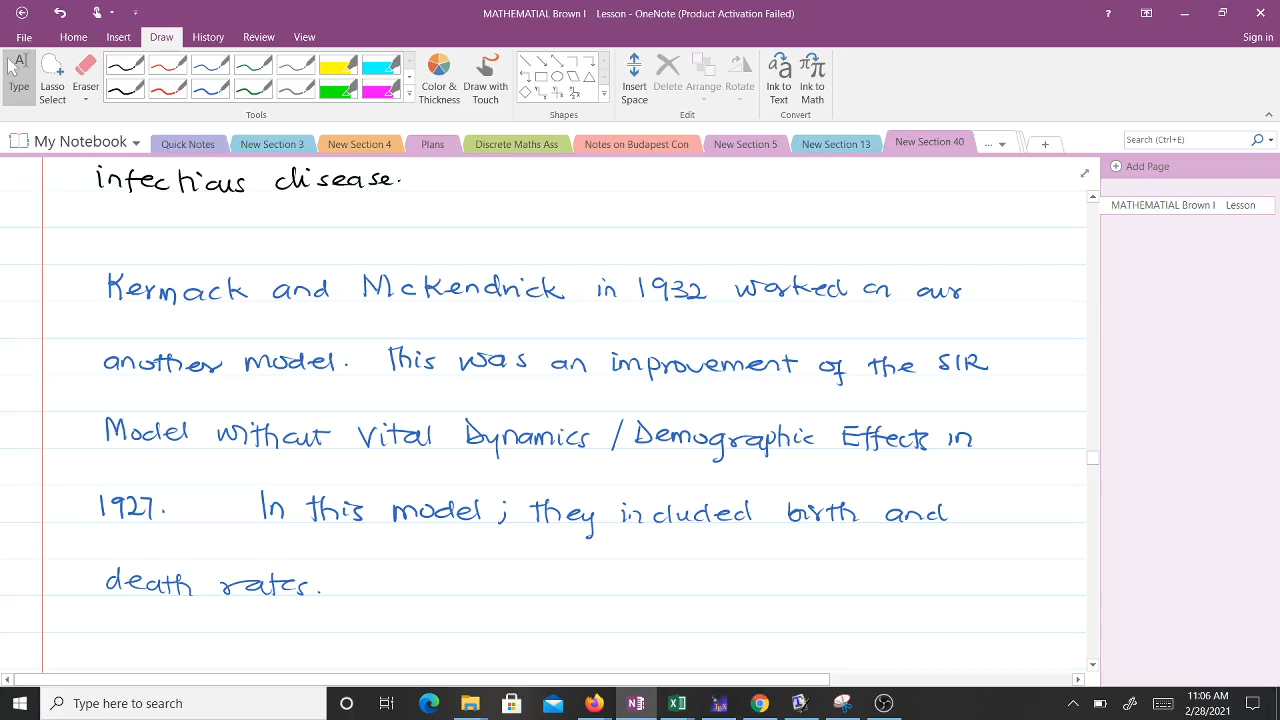 MATHEMATIAL Brown I Lesson - OneNote (Product Activation Failed)
?
File Home Insert Draw History Review View
Sign in
Type
Lasso Select
Eraser
Color & Thickness
Draw with Touch
Insert Space
Delete
Arrange
Rotate
Ink to Text
Ink to Math
Tools
Shapes
Edit
Convert
My Notebook
Quick Notes
New Section 3
New Section 4
Plans
Discrete Maths Ass
Notes on Budapest Con
New Section 5
New Section 13
New Section 40
...
Search (Ctrl+E)
Add Page
MATHEMATIAL Brown I Lesson
infectious disease.
Kermack and McKendrick in 1932 worked on our
another model. This was an improvement of the SIR
Model without Vital Dynamics / Demographic Effects in
1927. In this model ; they included birth and
death rates.
Type here to search
11:06 AM
2/28/2021